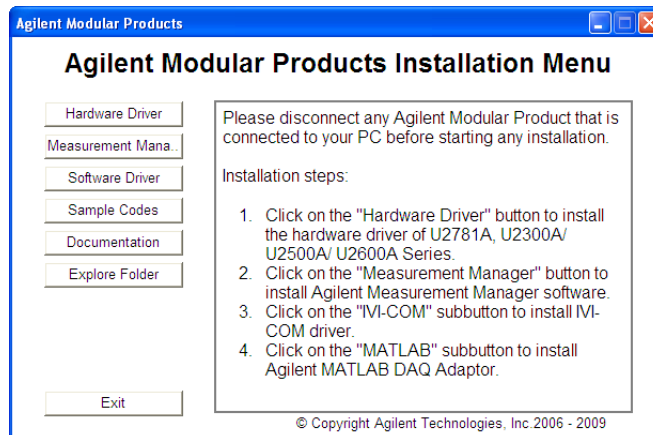 Agilent Modular Products
Agilent Modular Products Installation Menu
Hardware Driver
Measurement Mana..
Software Driver
Sample Codes
Documentation
Explore Folder
Exit
Please disconnect any Agilent Modular Product that is
connected to your PC before starting any installation.
Installation steps:
1. Click on the "Hardware Driver" button to install
the hardware driver of U2781A, U2300A/
U2500A/ U2600A Series.
2. Click on the "Measurement Manager" button to
install Agilent Measurement Manager software.
3. Click on the "IVI-COM" subbutton to install IVI-
COM driver.
4. Click on the "MATLAB" subbutton to install
Agilent MATLAB DAQ Adaptor.
© Copyright Agilent Technologies, Inc.2006 - 2009